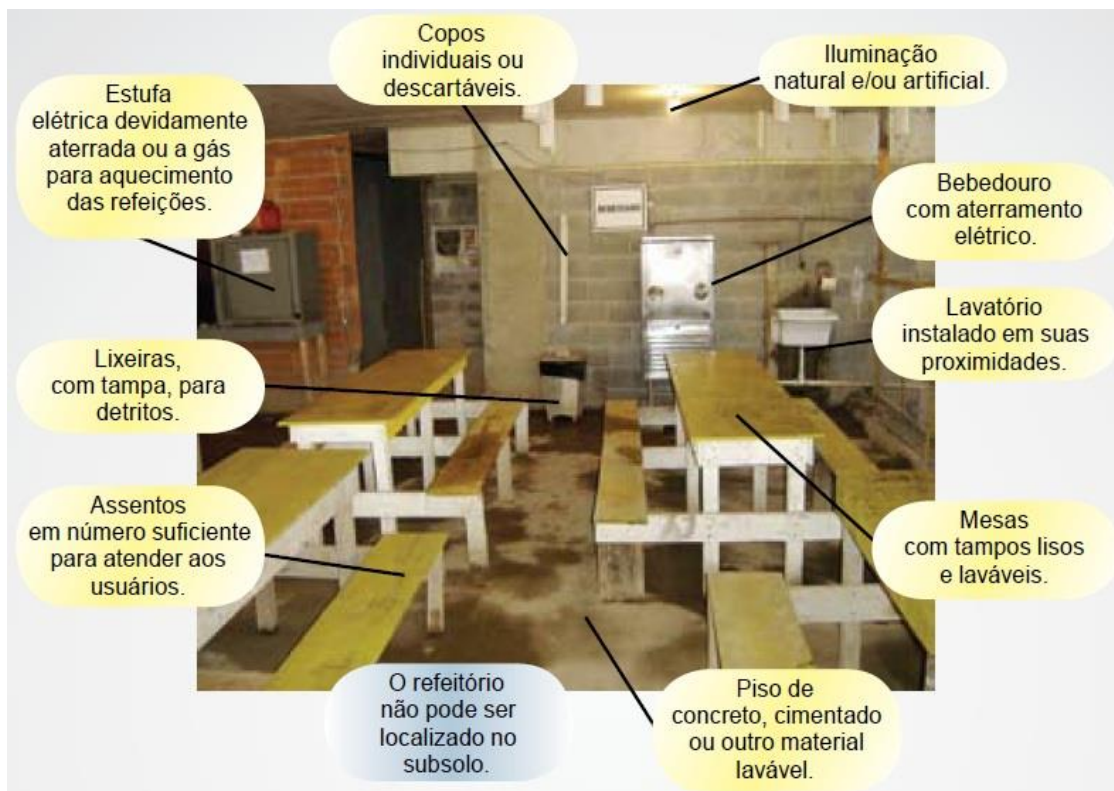 Copos
individuais ou
descartáveis.
Iluminação
natural e/ou artificial.
Estufa
elétrica devidamente
aterrada ou a gás
para aquecimento
das refeições.
Bebedouro
com aterramento
elétrico.
Lavatório
instalado em suas
proximidades.
Lixeiras,
com tampa, para
detritos.
Assentos
em número suficiente
para atender aos
usuários.
Mesas
com tampos lisos
e laváveis.
O refeitório
não pode ser
localizado no
subsolo.
Piso de
concreto, cimentado
ou outro material
lavável.